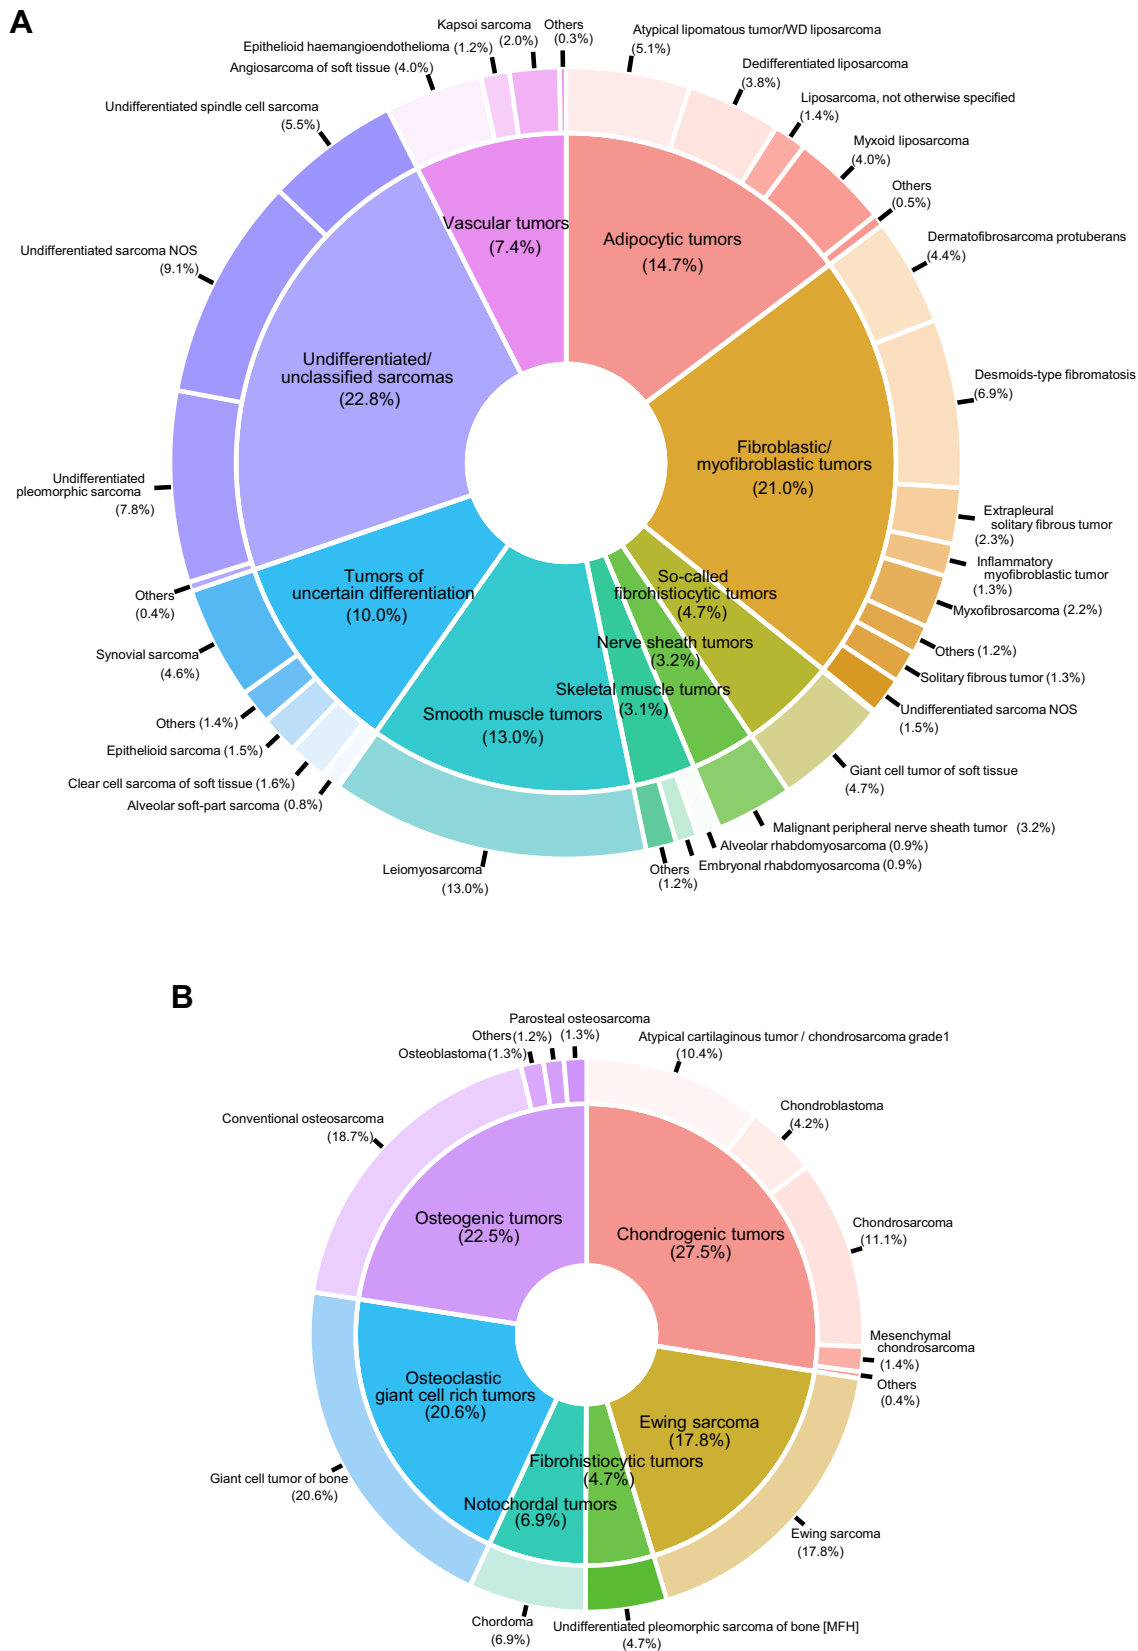 A
Kapsoi sarcoma
(2.0%)
Others
(0.3%)
Epithelioid haemangioendothelioma (1.2%)
Angiosarcoma of soft tissue (4.0%)
Undifferentiated spindle cell sarcoma
(5.5%)
Undifferentiated sarcoma NOS
(9.1%)
Undifferentiated
pleomorphic sarcoma
(7.8%)
Others
(0.4%)
Synovial sarcoma
(4.6%)
Others (1.4%)
Epithelioid sarcoma (1.5%)
Clear cell sarcoma of soft tissue (1.6%)
Alveolar soft-part sarcoma (0.8%)
Leiomyosarcoma
(13.0%)
Others
(1.2%)
Embryonal rhabdomyosarcoma (0.9%)
Alveolar rhabdomyosarcoma (0.9%)
Malignant peripheral nerve sheath tumor (3.2%)
Giant cell tumor of soft tissue
(4.7%)
Undifferentiated sarcoma NOS
(1.5%)
Solitary fibrous tumor (1.3%)
Others (1.2%)
Myxofibrosarcoma (2.2%)
Inflammatory
myofibroblastic tumor
(1.3%)
Extrapleural
solitary fibrous tumor
(2.3%)
Desmoids-type fibromatosis
(6.9%)
Dermatofibrosarcoma protuberans
(4.4%)
Others
(0.5%)
Myxoid liposarcoma
(4.0%)
Liposarcoma, not otherwise specified
(1.4%)
Dedifferentiated liposarcoma
(3.8%)
Atypical lipomatous tumor/WD liposarcoma
(5.1%)
Vascular tumors
(7.4%)
Adipocytic tumors
(14.7%)
Undifferentiated/
unclassified sarcomas
(22.8%)
Fibroblastic/
myofibroblastic tumors
(21.0%)
Tumors of
uncertain differentiation
(10.0%)
So-called
fibrohistiocytic tumors
(4.7%)
Nerve sheath tumors
(3.2%)
Skeletal muscle tumors
(3.1%)
Smooth muscle tumors
(13.0%)
B
Parosteal osteosarcoma
(1.3%)
Others (1.2%)
Osteoblastoma (1.3%)
Conventional osteosarcoma
(18.7%)
Giant cell tumor of bone
(20.6%)
Chordoma
(6.9%)
Undifferentiated pleomorphic sarcoma of bone [MFH]
(4.7%)
Ewing sarcoma
(17.8%)
Others
(0.4%)
Mesenchymal
chondrosarcoma
(1.4%)
Chondrosarcoma
(11.1%)
Chondroblastoma
(4.2%)
Atypical cartilaginous tumor / chondrosarcoma grade1
(10.4%)
Osteogenic tumors
(22.5%)
Chondrogenic tumors
(27.5%)
Osteoclastic
giant cell rich tumors
(20.6%)
Ewing sarcoma
(17.8%)
Fibrohistiocytic tumors
(4.7%)
Notochordal tumors
(6.9%)